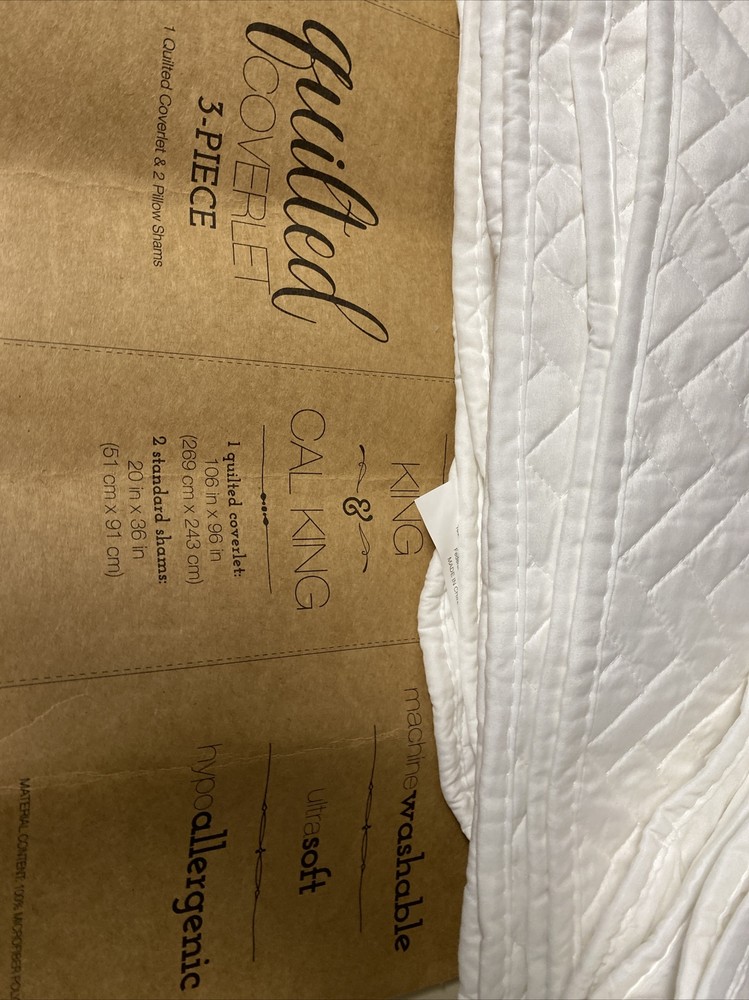 quilted
COVERLET
3-PIECE
1 Quilted Coverlet & 2 Pillow Shams
KING
&
CAL KING
1 quilted coverlet:
106 in x 96 in
(269 cm x 243 cm)
2 standard shams:
20 in x 36 in
(51 cm x 91 cm)
MADE IN
machinewashable
ultrasoft
hypoallergenic
MATERIAL CONTENT: 100% MICROFIBER